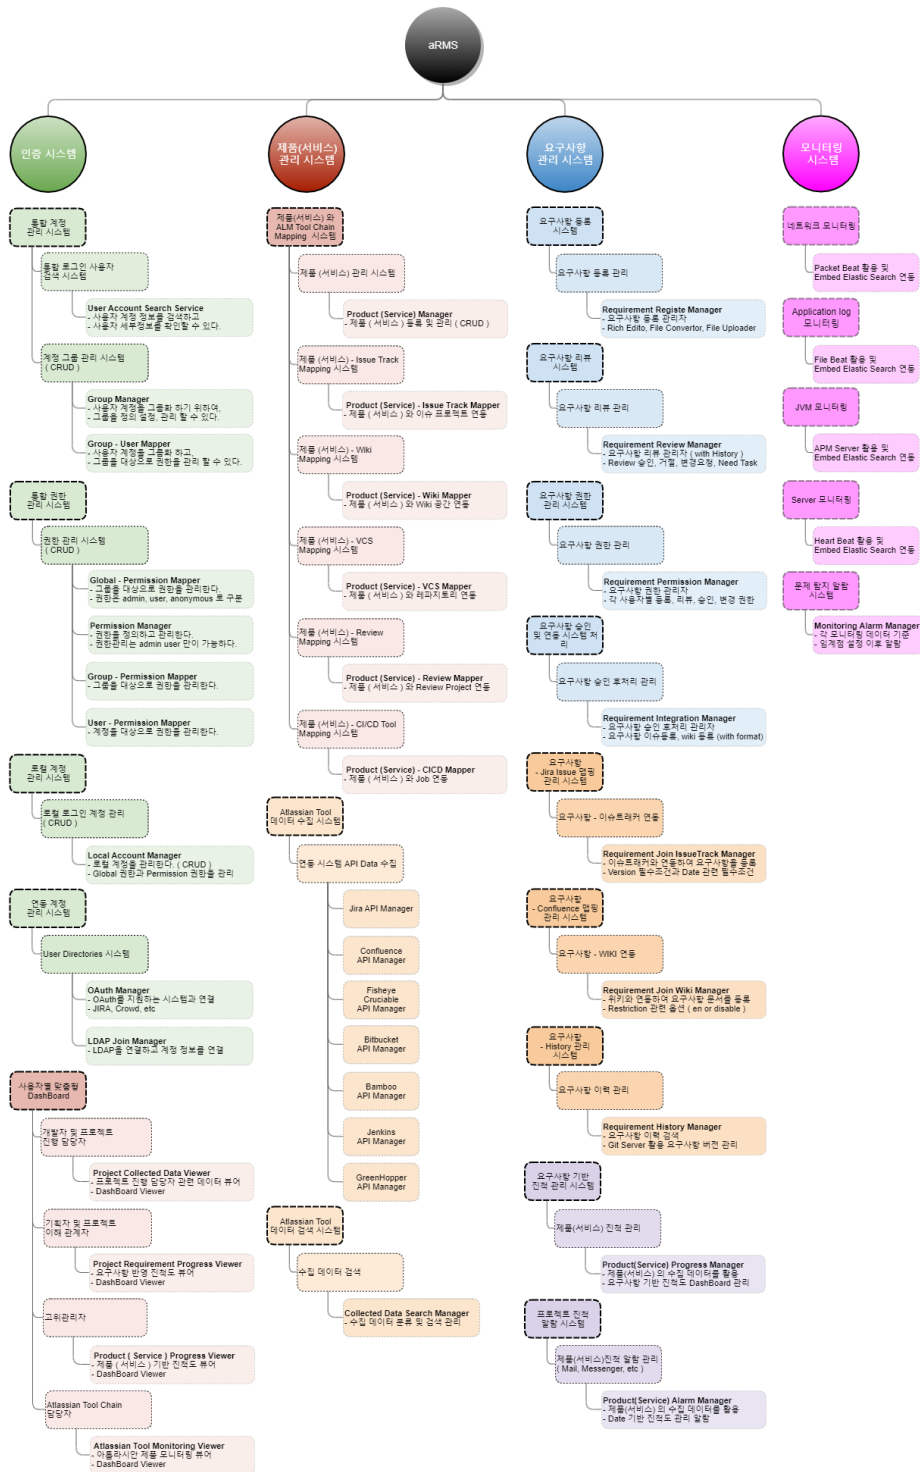 aRMS
인증 시스템
통합 계정
관리 시스템
통합 로그인 사용자
검색 시스템
User Account Search Service
- 사용자 계정 정보를 검색하고
- 사용자 세부정보를 확인할 수 있다.
계정 그룹 관리 시스템
( CRUD )
Group Manager
- 사용자 계정을 그룹화 하기 위하여,
- 그룹을 정의 설정, 관리 할 수 있다.
Group - User Mapper
- 사용자 계정을 그룹화 하고,
- 그룹을 대상으로 권한을 관리 할 수 있다.
통합 권한
관리 시스템
권한 관리 시스템
( CRUD )
Global - Permission Mapper
- 그룹을 대상으로 권한을 관리한다.
- 권한은 admin, user, anonymous 로 구분
Permission Manager
- 권한을 정의하고 관리한다.
- 권한관리는 admin user 만이 가능하다.
Group - Permission Mapper
- 그룹을 대상으로 권한을 관리한다.
User - Permission Mapper
- 계정을 대상으로 권한을 관리한다.
로컬 계정
관리 시스템
로컬 로그인 계정 관리
( CRUD )
Local Account Manager
- 로컬 계정을 관리한다. ( CRUD )
- Global 권한과 Permission 권한을 관리
연동 계정
관리 시스템
User Directories 시스템
OAuth Manager
- OAuth를 지원하는 시스템과 연결
- JIRA, Crowd, etc
LDAP Join Manager
- LDAP을 연결하고 계정 정보를 연결
사용자별 맞춤형
DashBoard
개발자 및 프로젝트
진행 담당자
Project Collected Data Viewer
- 프로젝트 진행 담당자 관련 데이터 뷰어
- DashBoard Viewer
기획자 및 프로젝트
이해 관계자
Project Requirement Progress Viewer
- 요구사항 반영 진척도 뷰어
- DashBoard Viewer
고위관리자
Product ( Service ) Progress Viewer
- 제품 ( 서비스 ) 기반 진척도 뷰어
- DashBoard Viewer
Atlassian Tool Chain
담당자
Atlassian Tool Monitoring Viewer
- 아틀라시안 제품 모니터링 뷰어
- DashBoard Viewer
제품(서비스)
관리 시스템
제품(서비스) 와
ALM Tool Chain
Mapping 시스템
제품 (서비스) 관리 시스템
Product (Service) Manager
- 제품 ( 서비스 ) 등록 및 관리 ( CRUD )
제품 (서비스) - Issue Track
Mapping 시스템
Product (Service) - Issue Track Mapper
- 제품 ( 서비스 ) 와 이슈 프로젝트 연동
제품 (서비스) - Wiki
Mapping 시스템
Product (Service) - Wiki Mapper
- 제품 ( 서비스 ) 와 Wiki 공간 연동
제품 (서비스) - VCS
Mapping 시스템
Product (Service) - VCS Mapper
- 제품 ( 서비스 ) 와 레파지토리 연동
제품 (서비스) - Review
Mapping 시스템
Product (Service) - Review Mapper
- 제품 ( 서비스 ) 와 Review Project 연동
제품 (서비스) - CI/CD Tool
Mapping 시스템
Product (Service) - CICD Mapper
- 제품 ( 서비스 ) 와 Job 연동
Atlassian Tool
데이터 수집 시스템
연동 시스템 API Data 수집
Jira API Manager
Confluence
API Manager
Fisheye
Cruciable
API Manager
Bitbucket
API Manager
Bamboo
API Manager
Jenkins
API Manager
GreenHopper
API Manager
Atlassian Tool
데이터 검색 시스템
수집 데이터 검색
Collected Data Search Manager
- 수집 데이터 분류 및 검색 관리
요구사항
관리 시스템
요구사항 등록
시스템
요구사항 등록 관리
Requirement Registe Manager
- 요구사항 등록 관리자
- Rich Edito, File Convertor, File Uploader
요구사항 리뷰
시스템
요구사항 리뷰 관리
Requirement Review Manager
- 요구사항 리뷰 관리자 ( with History )
- Review 승인, 거절, 변경요청, Need Task
요구사항 권한
관리 시스템
요구사항 권한 관리
Requirement Permission Manager
- 요구사항 권한 관리자
- 각 사용자별 등록, 리뷰, 승인, 변경 권한
요구사항 승인
및 연동 시스템 처
리
요구사항 승인 후처리 관리
Requirement Integration Manager
- 요구사항 승인 후처리 관리자
- 요구사항 이슈등록, wiki 등록 (with format)
요구사항
- Jira Issue 맵핑
관리 시스템
요구사항 - 이슈트래커 연동
Requirement Join IssueTrack Manager
- 이슈트래커와 연동하여 요구사항을 등록
- Version 필수조건과 Date 관련 필수조건
요구사항
- Confluence 맵핑
관리 시스템
요구사항 - WIKI 연동
Requirement Join Wiki Manager
- 위키와 연동하여 요구사항 문서를 등록
- Restriction 관련 옵션 ( en or disable )
요구사항
- History 관리
시스템
요구사항 이력 관리
Requirement History Manager
- 요구사항 이력 검색
- Git Server 활용 요구사항 버전 관리
요구사항 기반
진척 관리 시스템
제품(서비스) 진척 관리
Product(Service) Progress Manager
- 제품(서비스) 의 수집 데이터를 활용
- 요구사항 기반 진척도 DashBoard 관리
프로젝트 진척
알람 시스템
제품(서비스)진척 알람 관리
( Mail, Messenger, etc )
Product(Service) Alarm Manager
- 제품(서비스) 의 수집 데이터를 활용
- Date 기반 진척도 관리 알람
모니터링
시스템
네트워크 모니터링
Packet Beat 활용 및
Embed Elastic Search 연동
Application log
모니터링
File Beat 활용 및
Embed Elastic Search 연동
JVM 모니터링
APM Server 활용 및
Embed Elastic Search 연동
Server 모니터링
Heart Beat 활용 및
Embed Elastic Search 연동
문제 탐지 알람
시스템
Monitoring Alarm Manager
- 각 모니터링 데이터 기준
- 임계점 설정 이후 알람